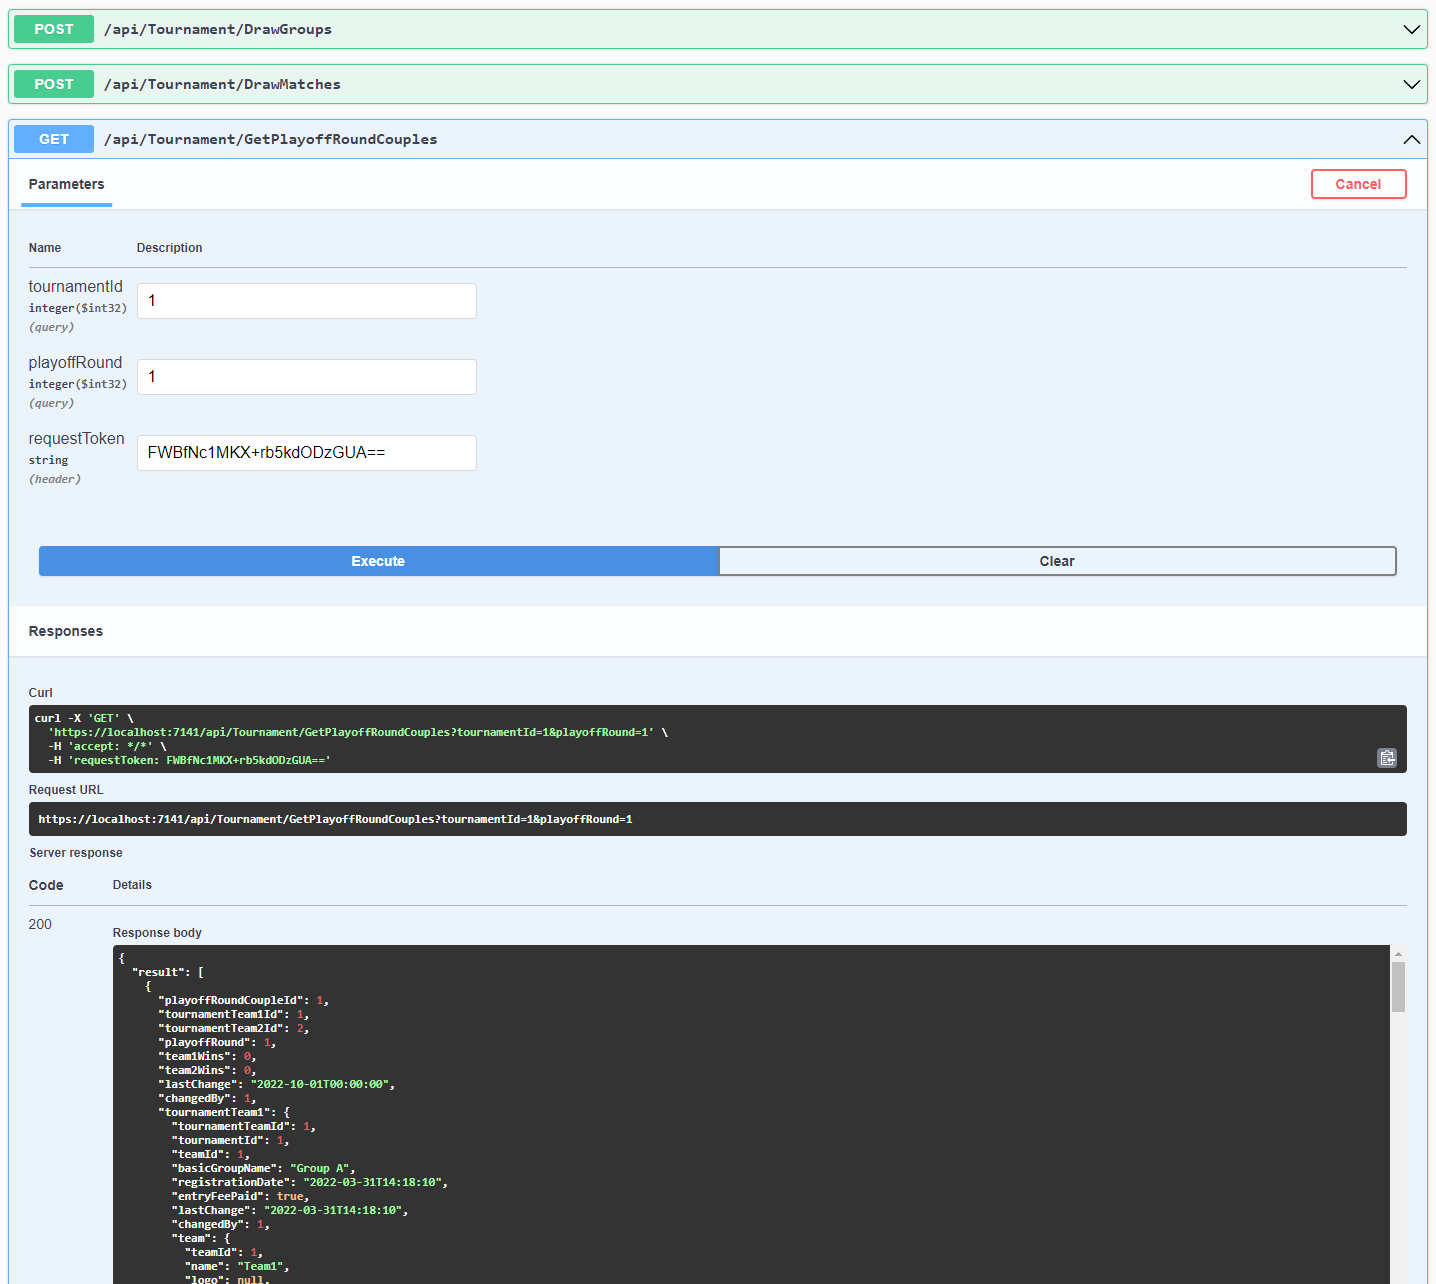 POST /api/Tournament/DrawGroups
POST /api/Tournament/DrawMatches
GET /api/Tournament/GetPlayoffRoundCouples
Parameters
Cancel
Name Description
tournamentId
integer($int32)
(query)
1
playoffRound
integer($int32)
(query)
1
requestToken
string
(header)
FWBfNc1MKX+rb5kdODzGUA==
Execute Clear
Responses
Curl
curl -X 'GET' \
'https://localhost:7141/api/Tournament/GetPlayoffRoundCouples?tournamentId=1&playoffRound=1' \
-H 'accept: */*' \
-H 'requestToken: FWBfNc1MKX+rb5kdODzGUA=='
Request URL
https://localhost:7141/api/Tournament/GetPlayoffRoundCouples?tournamentId=1&playoffRound=1
Server response
Code Details
200
Response body
{
"result": [
{
"playoffRoundCoupleId": 1,
"tournamentTeam1Id": 1,
"tournamentTeam2Id": 2,
"playoffRound": 1,
"team1Wins": 0,
"team2Wins": 0,
"lastChange": "2022-10-01T00:00:00",
"changedBy": 1,
"tournamentTeam1": {
"tournamentTeamId": 1,
"tournamentId": 1,
"teamId": 1,
"basicGroupName": "Group A",
"registrationDate": "2022-03-31T14:18:10",
"entryFeePaid": true,
"lastChange": "2022-03-31T14:18:10",
"changedBy": 1,
"team": {
"teamId": 1,
"name": "Team1",
"logo": null,